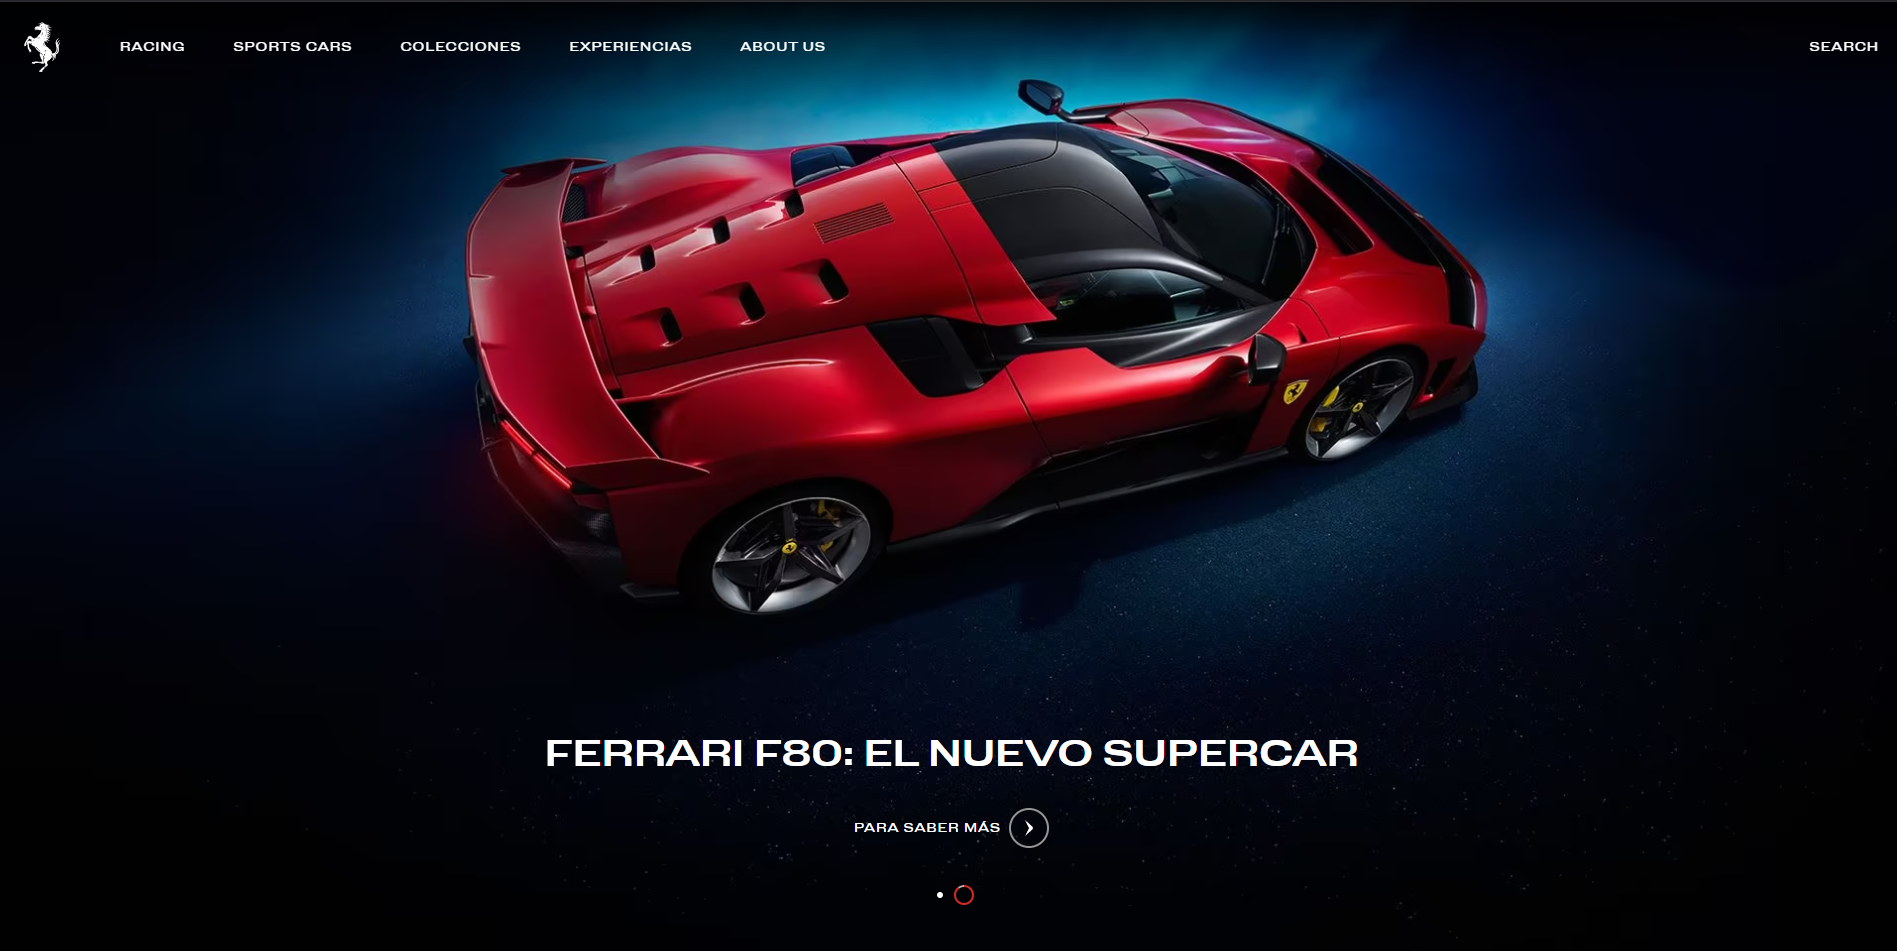 RACING
SPORTS CARS
COLECCIONES
EXPERIENCIAS
ABOUT US
SEARCH
FERRARI F80: EL NUEVO SUPERCAR
PARA SABER MÁS